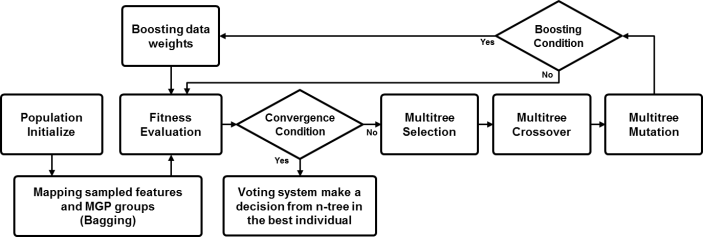 Boosting data
weights
Boosting
Condition
Yes
No
Population
Initialize
Fitness
Evaluation
Convergence
Condition
No
Yes
Multitree
Selection
Multitree
Crossover
Multitree
Mutation
Mapping sampled features
and MGP groups
(Bagging)
Voting system make a
decision from n-tree in
the best individual